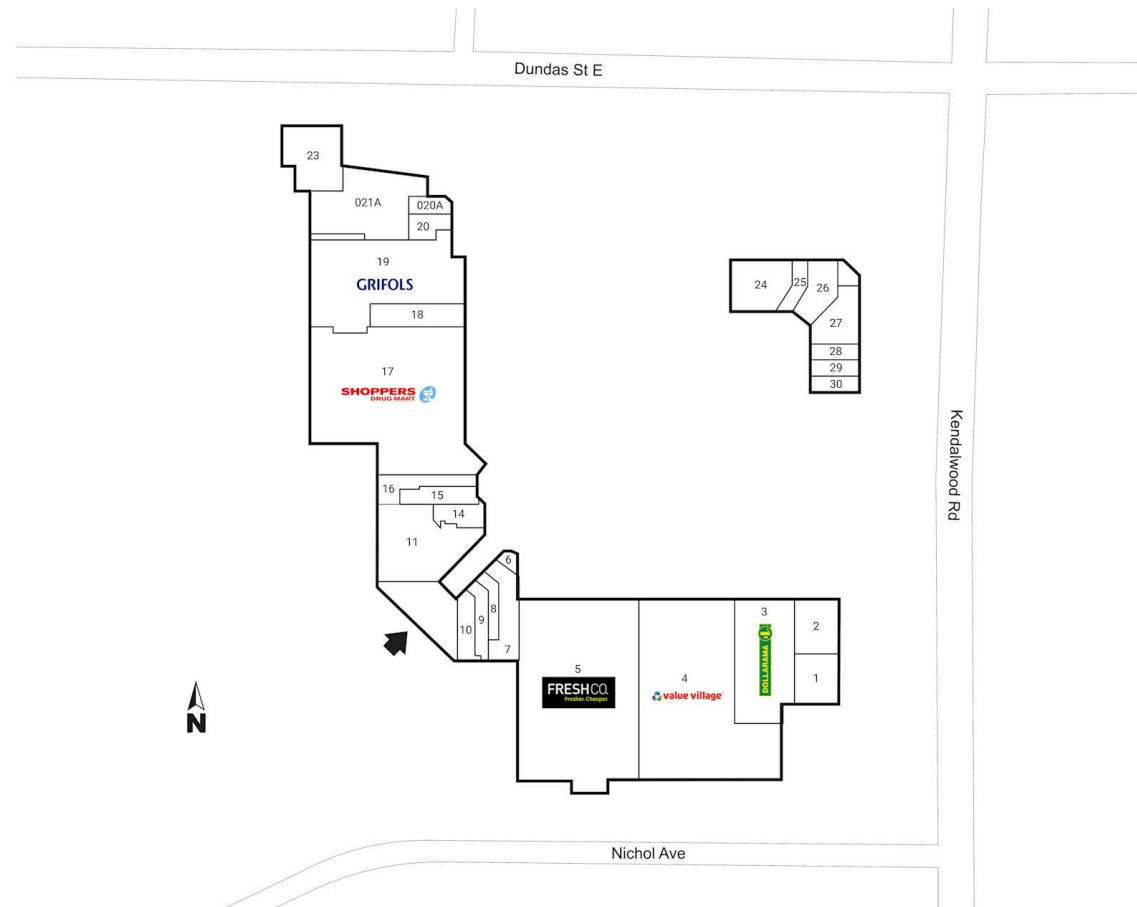 Dundas St E
23
021A
020A
20
19
GRIFOLS
18
17
SHOPPERS
DRUG MART
16
15
14
11
24
25
26
27
28
29
30
Kendalwood Rd
6
8
9
10
7
5
FRESHCO.
Fresher. Cheaper.
4
value village
3
DOLLARAMA
2
1
N
Nichol Ave